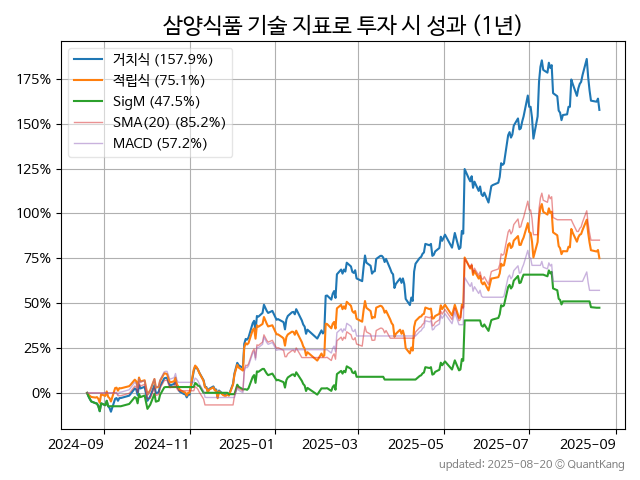 삼양식품 기술 지표로 투자 시 성과 (1년)
거치식 (157.9%)
적립식 (75.1%)
SigM (47.5%)
SMA(20) (85.2%)
MACD (57.2%)
175%
150%
125%
100%
75%
50%
25%
0%
2024-09 2024-11 2025-01 2025-03 2025-05 2025-07 2025-09
updated: 2025-08-20 © QuantKang